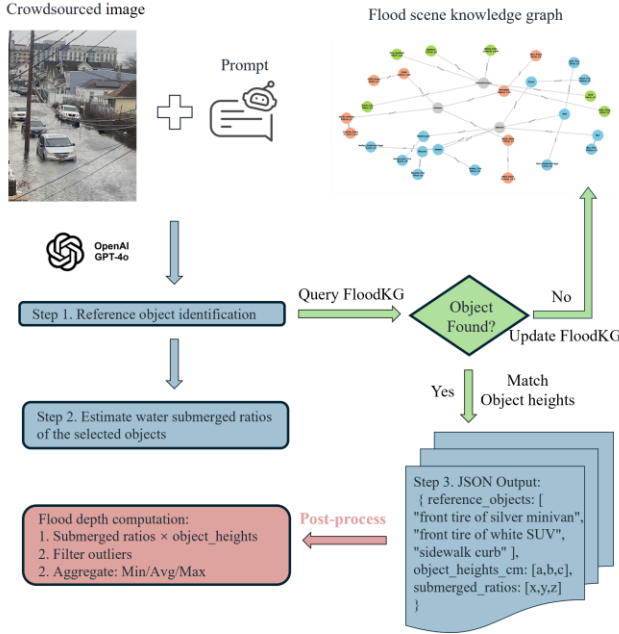 Crowdsourced image
Flood scene knowledge graph
Prompt
OpenAI
GPT-4o
Step 1. Reference object identification
Query FloodKG
Object
Found?
No
Update FloodKG
Yes
Match
Object heights
Step 2. Estimate water submerged ratios
of the selected objects
Step 3. JSON Output:
{ reference_objects: [
"front tire of silver minivan",
"front tire of white SUV",
"sidewalk curb" ],
object_heights_cm: [a,b,c],
submerged_ratios: [x,y,z]
}
Post-process
Flood depth computation:
1. Submerged ratios × object_heights
2. Filter outliers
2. Aggregate: Min/Avg/Max